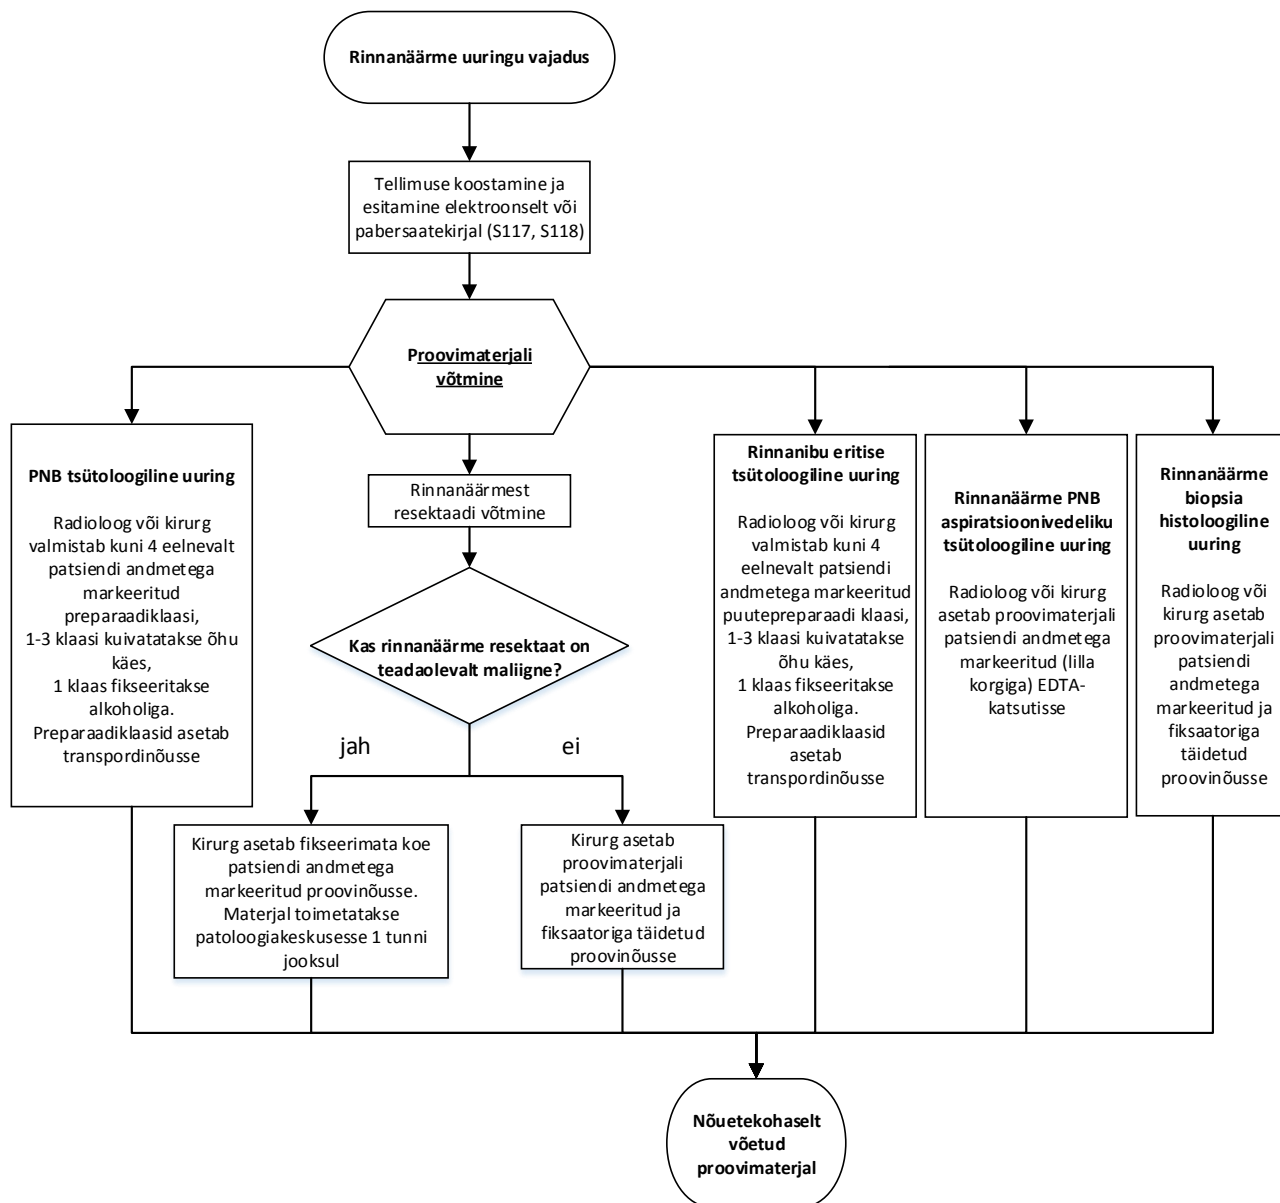 Rinnanäärme uuringu vajadus
Tellimuse koostamine ja
esitamine elektroonselt või
pabersaatekirjal (S117, S118)
Proovimaterjali
võtmine
PNB tsütoloogiline uuring
Radioloog või kirurg
valmistab kuni 4 eelnevalt
patsiendi andmetega
markeeritud
preparaadiklaasi,
1-3 klaasi kuivatatakse õhu
käes,
1 klaas fikseeritakse
alkoholiga.
Preparaadiklaasid asetab
transpordinõusse
Rinnanäärmest
resektaadi võtmine
Kas rinnanäärme resektaat on
teadaolevalt maliigne?
jah
ei
Kirurg asetab fikseerimata koe
patsiendi andmetega
markeeritud proovinõusse.
Materjal toimetatakse
patoloogiakeskusesse 1 tunni
jooksul
Kirurg asetab
proovimaterjali
patsiendi andmetega
markeeritud ja
fiksaatoriga täidetud
proovinõusse
Rinnanibu eritise
tsütoloogiline uuring
Radioloog või kirurg
valmistab kuni 4
eelnevalt patsiendi
andmetega markeeritud
puutepreparaadi klaasi,
1-3 klaasi kuivatatakse
õhu käes,
1 klaas fikseeritakse
alkoholiga.
Preparaadiklaasid
asetab
transpordinõusse
Rinnanäärme PNB
aspiratsioonivedeliku
tsütoloogiline uuring
Radioloog või kirurg
asetab proovimaterjali
patsiendi andmetega
markeeritud (lilla
korgiga) EDTA-
katsutisse
Rinnanäärme
biopsia
histoloogiline
uuring
Radioloog või
kirurg asetab
proovimaterjali
patsiendi
andmetega
markeeritud ja
fiksaatoriga
täidetud
proovinõusse
Nõuetekohaselt
võetud
proovimaterjal